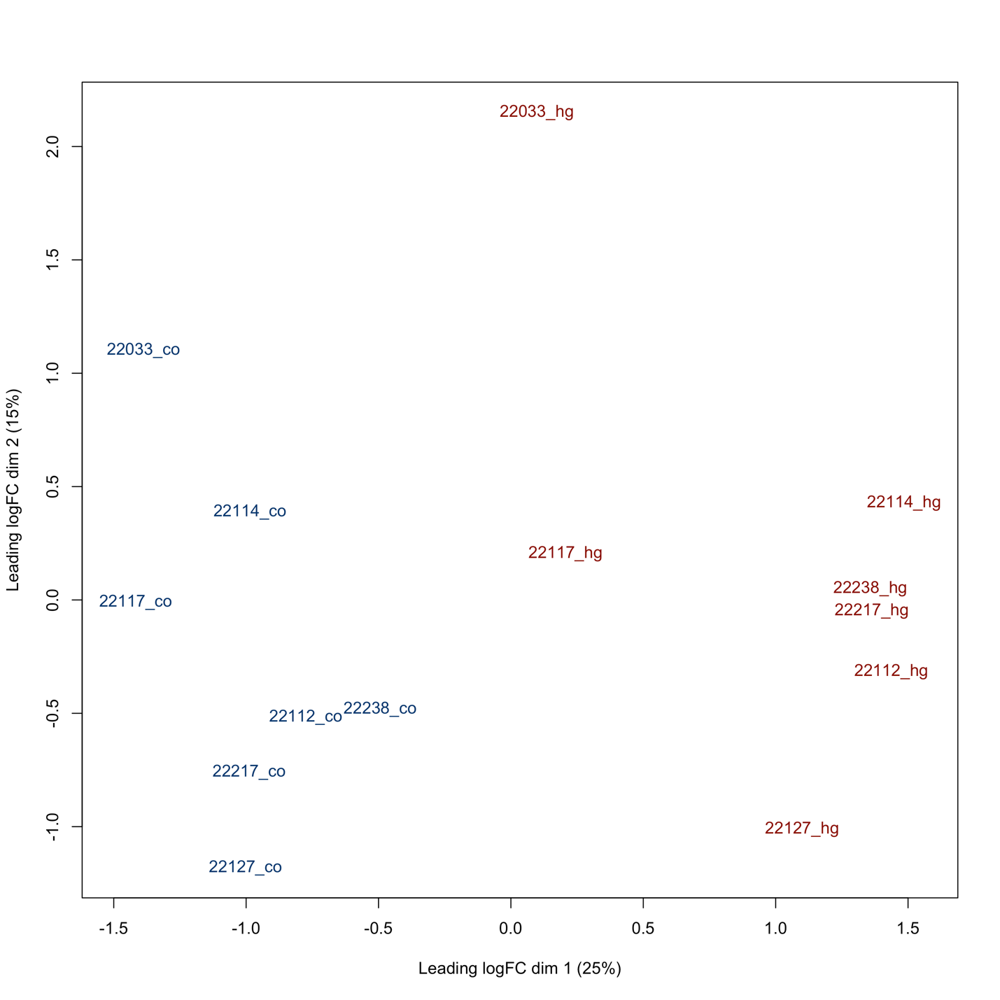 22033_hg
2.0
1.5
22033_co
1.0
Leading logFC dim 2 (15%)
0.5
22114_hg
22114_co
22117_hg
22238_hg
22117_co
0.0
22217_hg
22112_hg
22238_co
22112_co
-0.5
22217_co
-1.0
22127_hg
22127_co
-1.5 -1.0 -0.5 0.0 0.5 1.0 1.5
Leading logFC dim 1 (25%)